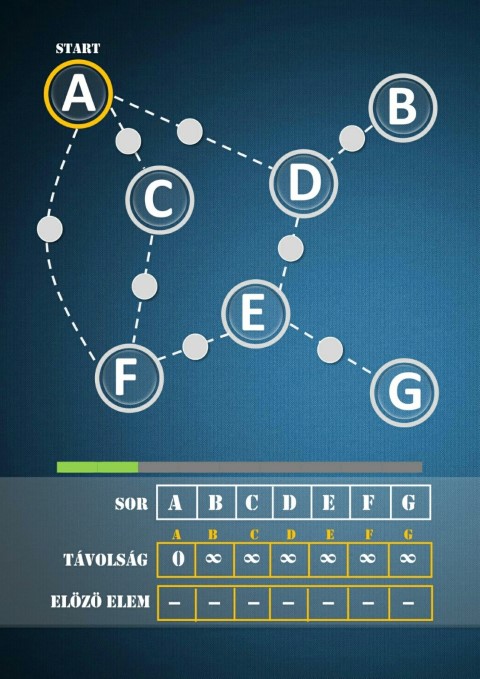 START
A
B
C
D
E
F
G
SOR A B C D E F G
A B C D E F G
TÁVOLSÁG 0 ∞ ∞ ∞ ∞ ∞ ∞
ELÖZÖ ELEM – – – – – – –